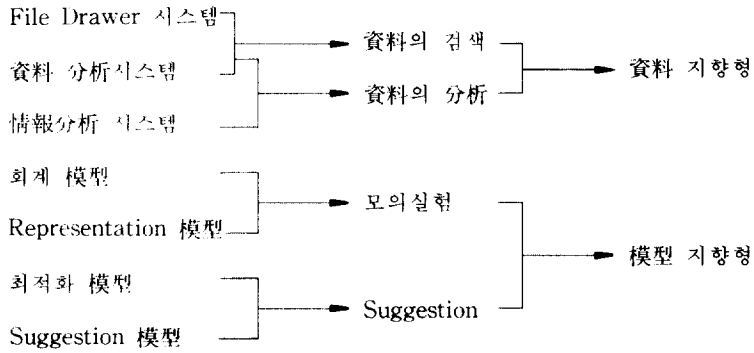 File Drawer 시스템
資料의 검색
資料 分析시스템
資料 지향형
資料의 分析
情報分析 시스템
회계 模型
모의실험
Representation 模型
模型 지향형
최적화 模型
Suggestion
Suggestion 模型